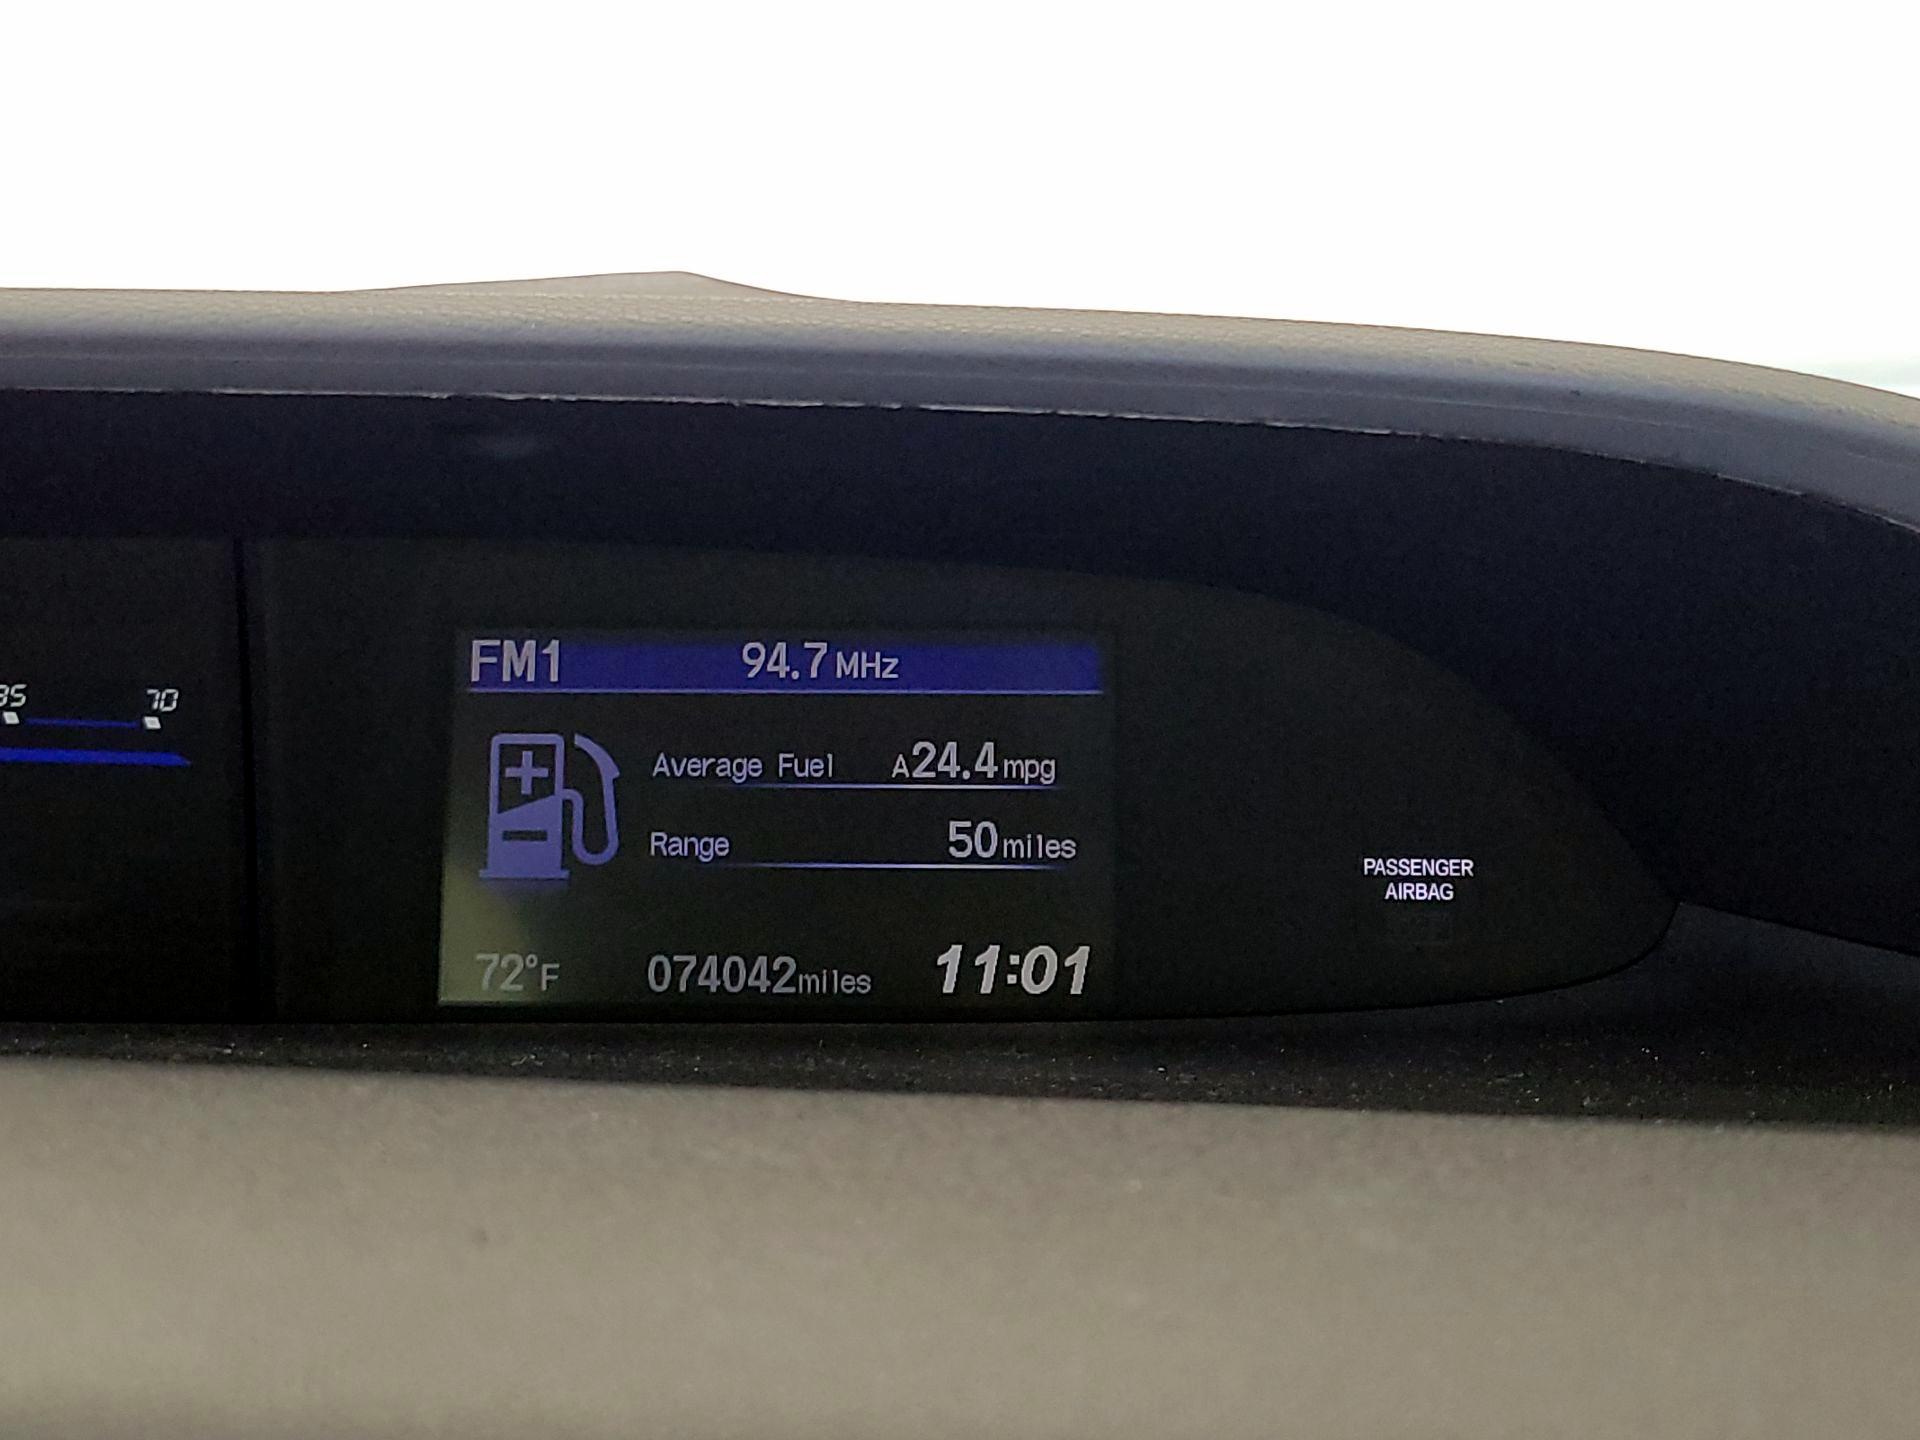 FM1 94.7 MHz
35 70
Average Fuel A24.4 mpg
Range 50 miles
PASSENGER
AIRBAG
72°F 074042 miles 11:01